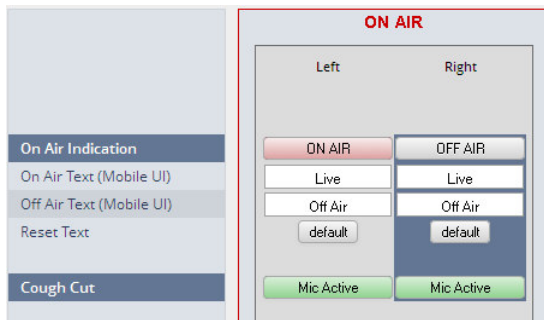 ON AIR
Left Right
On Air Indication ON AIR OFF AIR
On Air Text (Mobile UI) Live Live
Off Air Text (Mobile UI) Off Air Off Air
Reset Text default default
Cough Cut Mic Active Mic Active